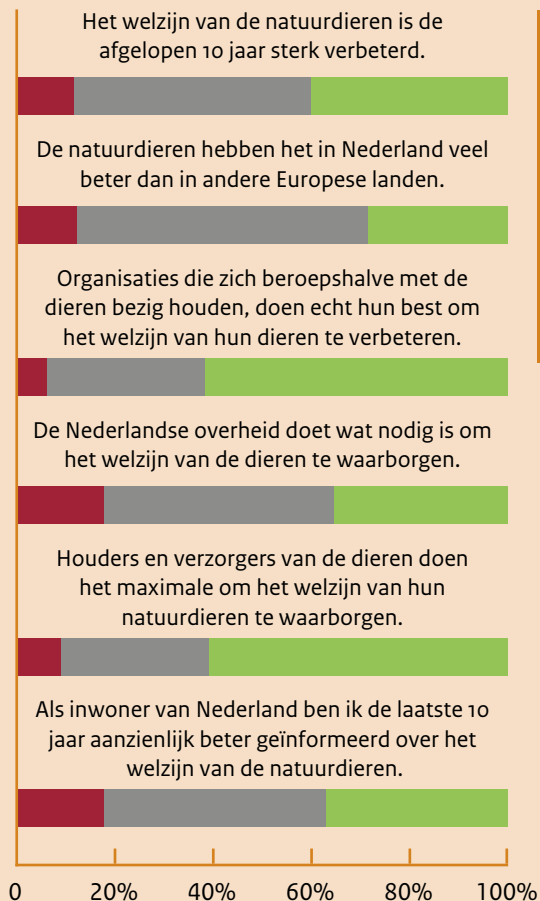 Het welzijn van de natuurdieren is de
afgelopen 10 jaar sterk verbeterd.
De natuurdieren hebben het in Nederland veel
beter dan in andere Europese landen.
Organisaties die zich beroepshalve met de
dieren bezig houden, doen echt hun best om
het welzijn van hun dieren te verbeteren.
De Nederlandse overheid doet wat nodig is om
het welzijn van de dieren te waarborgen.
Houders en verzorgers van de dieren doen
het maximale om het welzijn van hun
natuurdieren te waarborgen.
Als inwoner van Nederland ben ik de laatste 10
jaar aanzienlijk beter geïnformeerd over het
welzijn van de natuurdieren.
0 20% 40% 60% 80% 100%